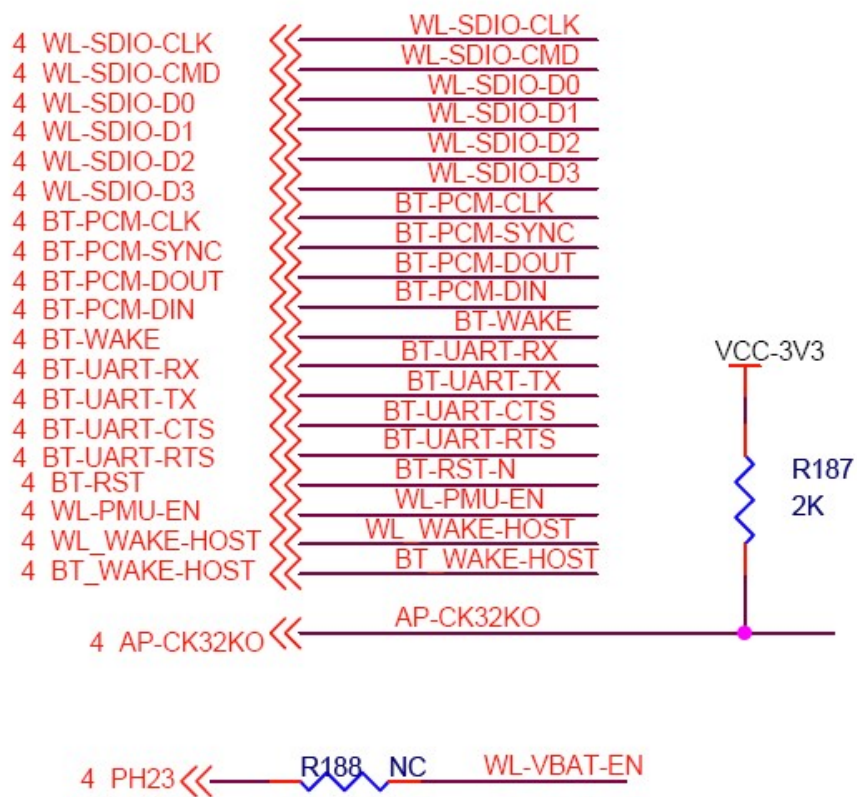 4 WL-SDIO-CLK WL-SDIO-CLK
4 WL-SDIO-CMD WL-SDIO-CMD
4 WL-SDIO-D0 WL-SDIO-D0
4 WL-SDIO-D1 WL-SDIO-D1
4 WL-SDIO-D2 WL-SDIO-D2
4 WL-SDIO-D3 WL-SDIO-D3
4 BT-PCM-CLK BT-PCM-CLK
4 BT-PCM-SYNC BT-PCM-SYNC
4 BT-PCM-DOUT BT-PCM-DOUT
4 BT-PCM-DIN BT-PCM-DIN
4 BT-WAKE BT-WAKE
4 BT-UART-RX BT-UART-RX
4 BT-UART-TX BT-UART-TX
4 BT-UART-CTS BT-UART-CTS
4 BT-UART-RTS BT-UART-RTS
4 BT-RST BT-RST-N
4 WL-PMU-EN WL-PMU-EN
4 WL_WAKE-HOST WL_WAKE-HOST
4 BT_WAKE-HOST BT_WAKE-HOST
VCC-3V3
R187
2K
4 AP-CK32KO AP-CK32KO
4 PH23 R188 NC WL-VBAT-EN